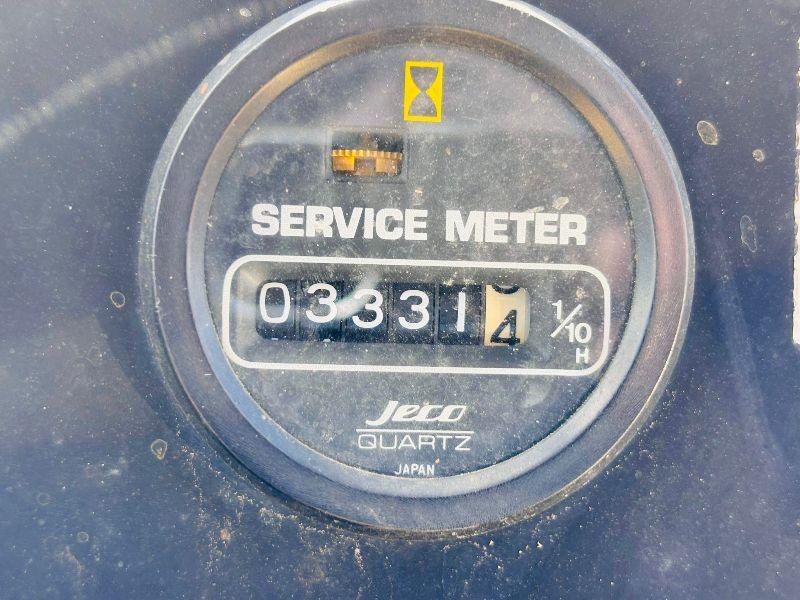 SERVICE METER
033314 1/10 H
Jeco
QUARTZ
JAPAN